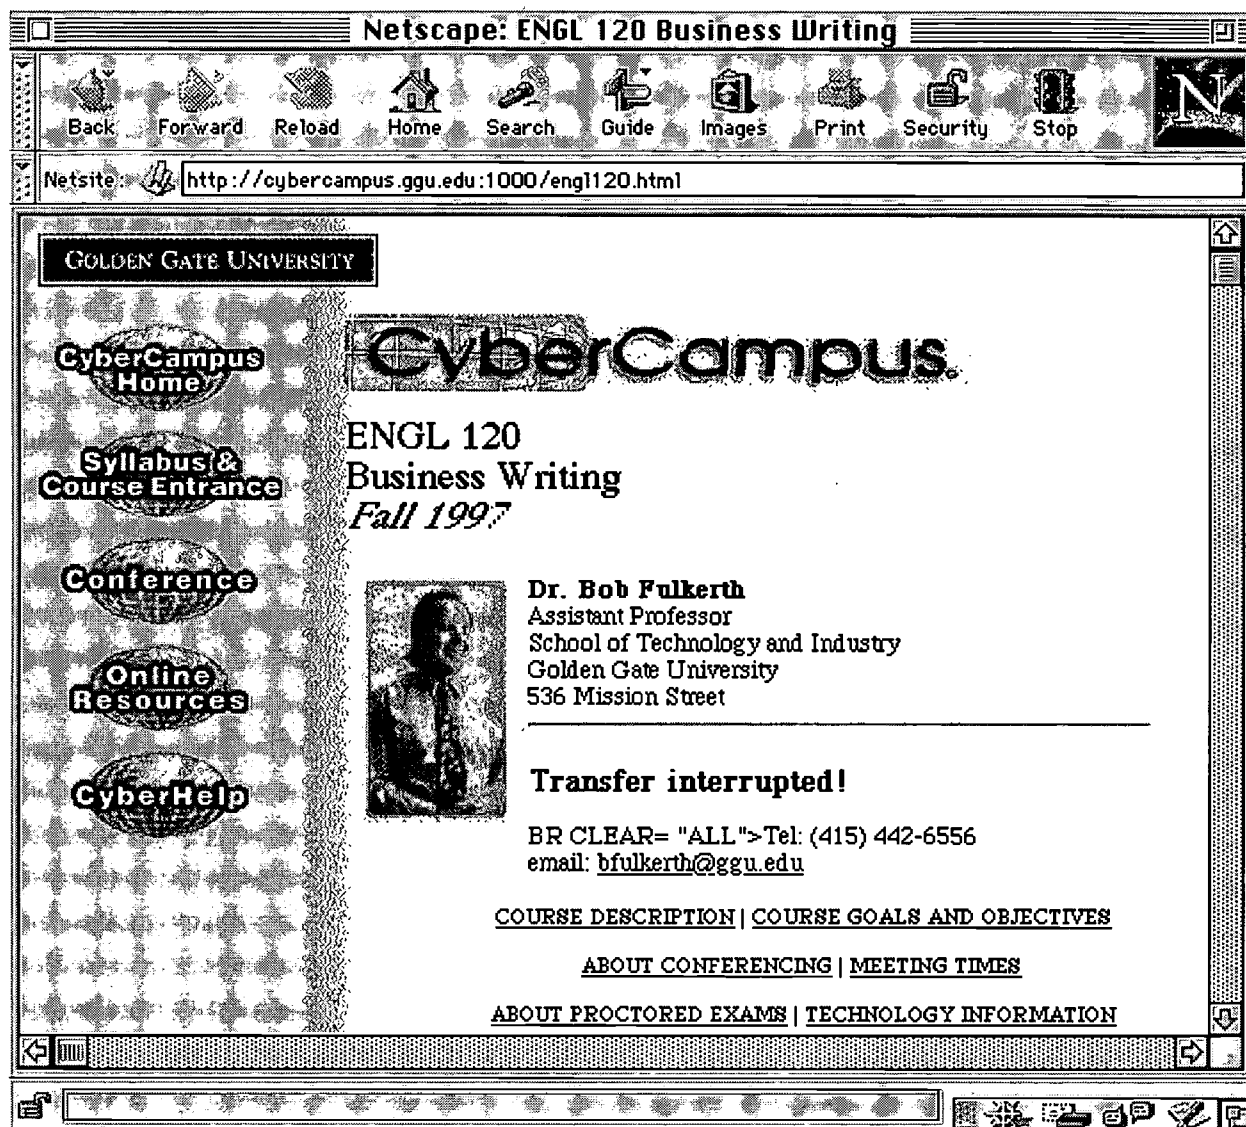 Netscape: ENGL 120 Business Writing
Back Forward Reload Home Search Guide Images Print Security Stop
N
Netsite: http://cybercampus.ggu.edu:1000/engl120.html
GOLDEN GATE UNIVERSITY
CyberCampus
Home
Syllabus &
Course Entrance
Conference
Online
Resources
CyberHelp
CyberCampus.
ENGL 120
Business Writing
Fall 1997
Dr. Bob Fulkerth
Assistant Professor
School of Technology and Industry
Golden Gate University
536 Mission Street
Transfer interrupted!
BR CLEAR= "ALL">Tel: (415) 442-6556
email: bfulkerth@ggu.edu
COURSE DESCRIPTION | COURSE GOALS AND OBJECTIVES
ABOUT CONFERENCING | MEETING TIMES
ABOUT PROCTORED EXAMS | TECHNOLOGY INFORMATION